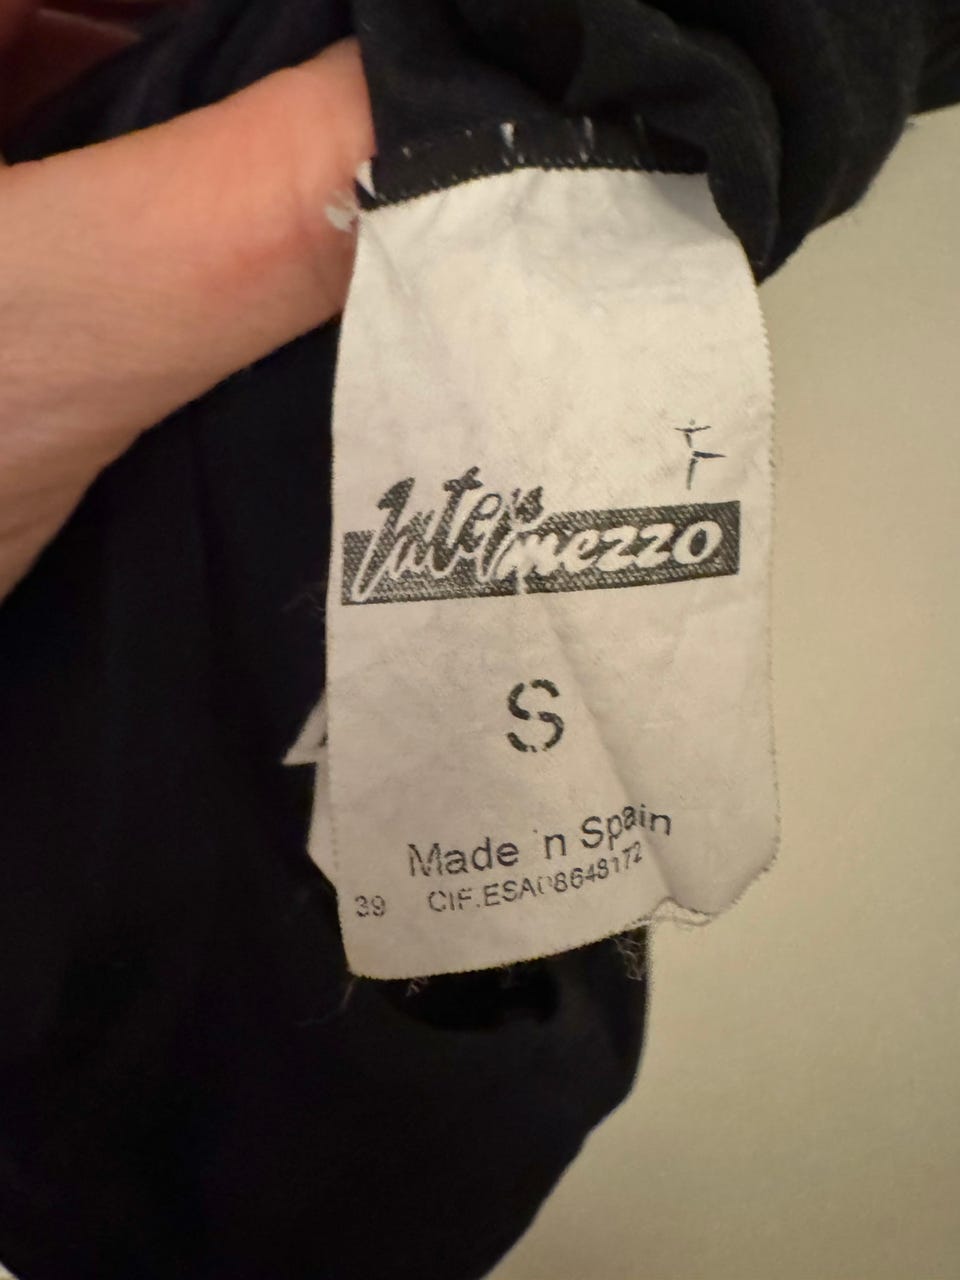 Intermezzo
S
Made in Spain
39 CIF.ESA08648172